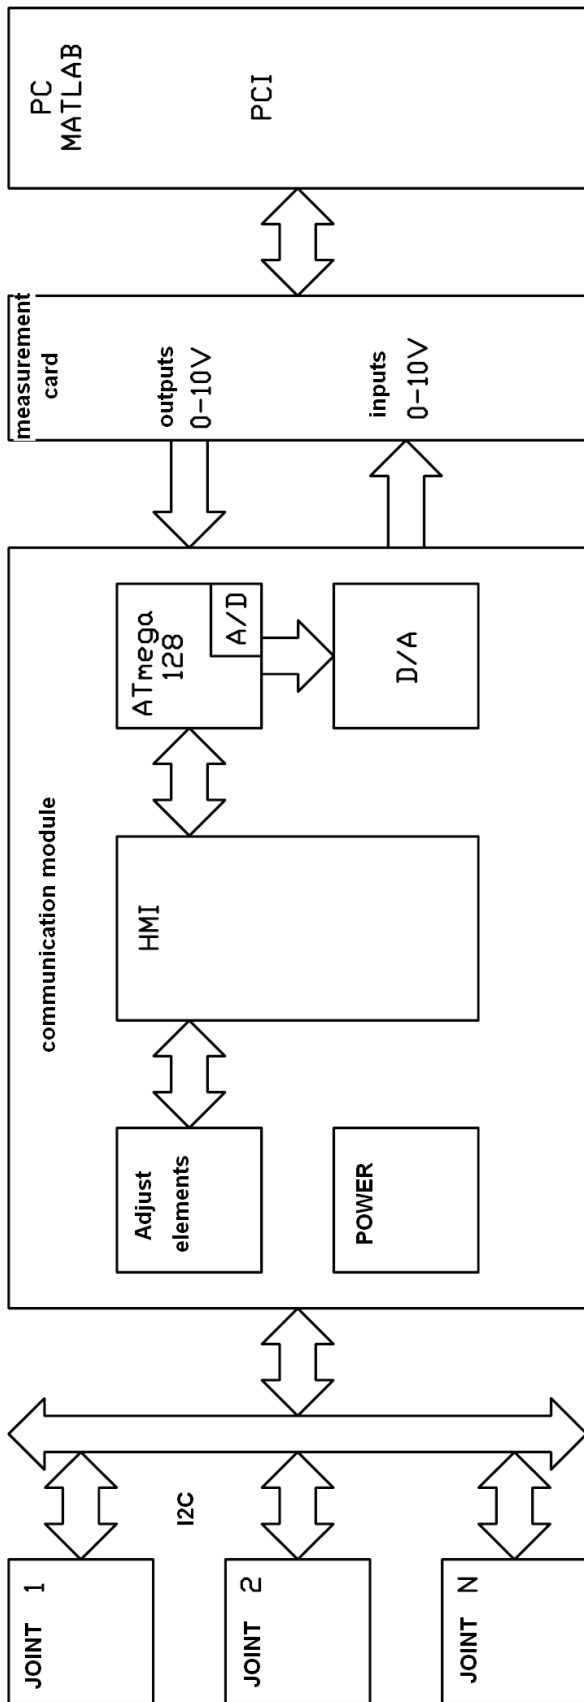 JOINT 1
JOINT 2
JOINT N
I2C
communication module
Adjust
elements
POWER
HMI
ATmega
128
A/D
D/A
measurement
card
outputs
0-10V
inputs
0-10V
PC
MATLAB
PCI